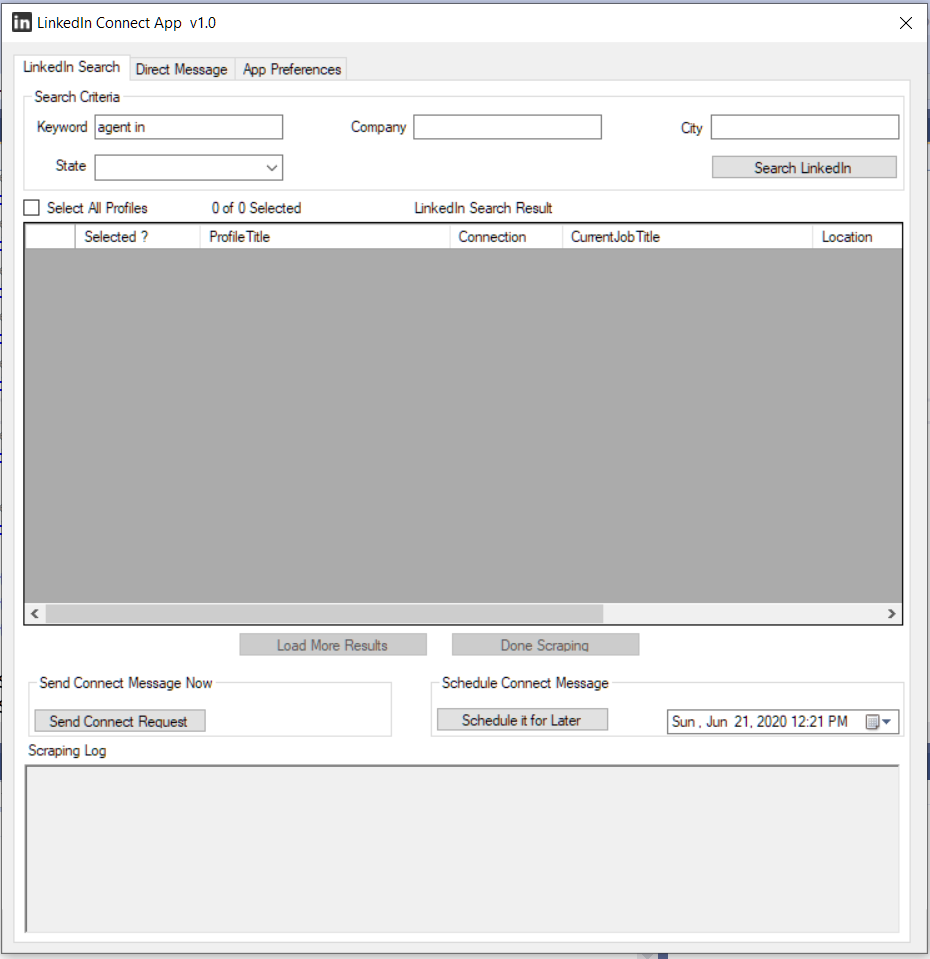 in LinkedIn Connect App v1.0
LinkedIn Search Direct Message App Preferences
Search Criteria
Keyword agent in Company City
State Search LinkedIn
Select All Profiles 0 of 0 Selected LinkedIn Search Result
Selected ? ProfileTitle Connection CurrentJobTitle Location
Load More Results Done Scraping
Send Connect Message Now Schedule Connect Message
Send Connect Request Schedule it for Later Sun , Jun 21, 2020 12:21 PM
Scraping Log